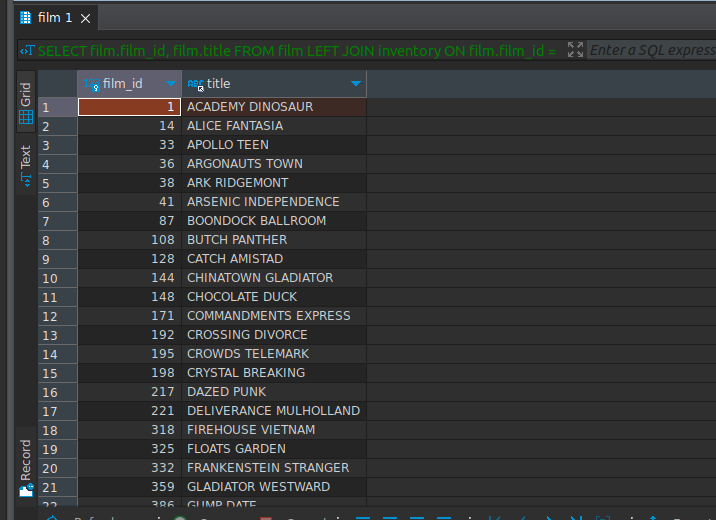 film 1
SELECT film.film_id, film.title FROM film LEFT JOIN inventory ON film.film_id = Enter a SQL express
Grid
Text
Record
film_id title
1 1 ACADEMY DINOSAUR
2 14 ALICE FANTASIA
3 33 APOLLO TEEN
4 36 ARGONAUTS TOWN
5 38 ARK RIDGEMONT
6 41 ARSENIC INDEPENDENCE
7 87 BOONDOCK BALLROOM
8 108 BUTCH PANTHER
9 128 CATCH AMISTAD
10 144 CHINATOWN GLADIATOR
11 148 CHOCOLATE DUCK
12 171 COMMANDMENTS EXPRESS
13 192 CROSSING DIVORCE
14 195 CROWDS TELEMARK
15 198 CRYSTAL BREAKING
16 217 DAZED PUNK
17 221 DELIVERANCE MULHOLLAND
18 318 FIREHOUSE VIETNAM
19 325 FLOATS GARDEN
20 332 FRANKENSTEIN STRANGER
21 359 GLADIATOR WESTWARD
22 386 GUMP DATE